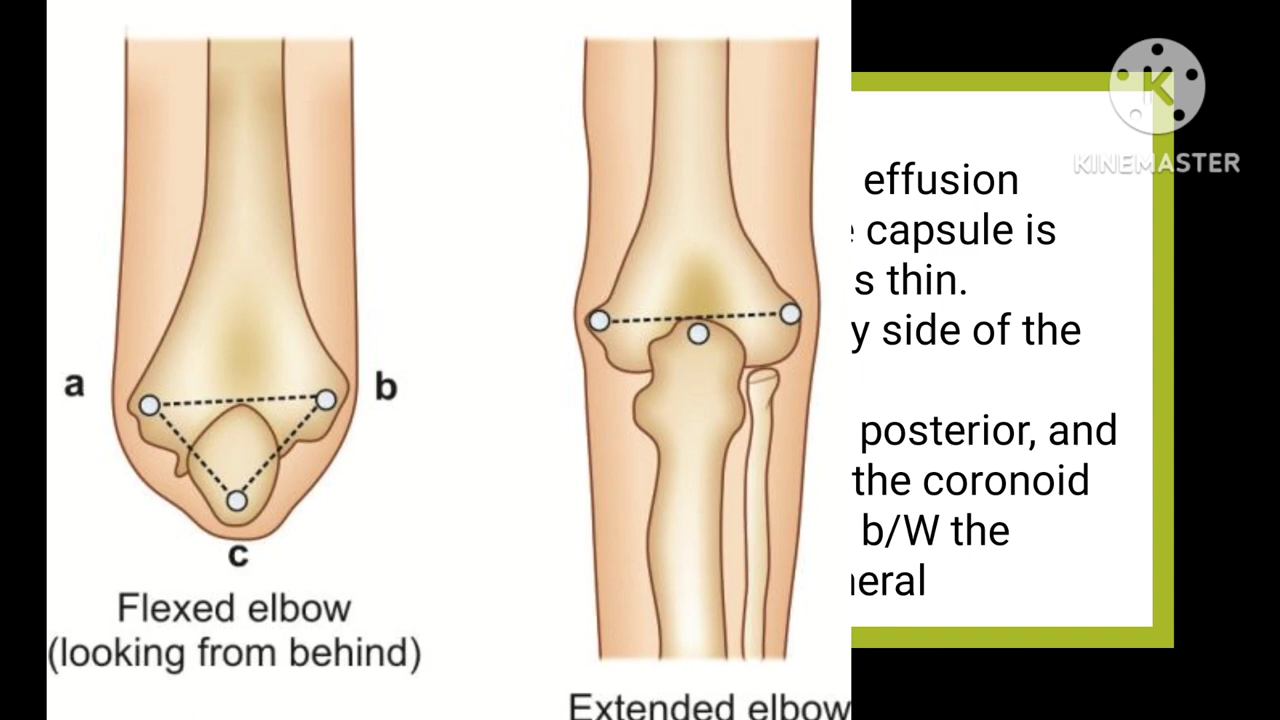 a
b
c
Flexed elbow
(looking from behind)
Extended elbow
effusion
capsule is
thin.
side of the
posterior, and
the coronoid
b/W the
K
KINEMASTER